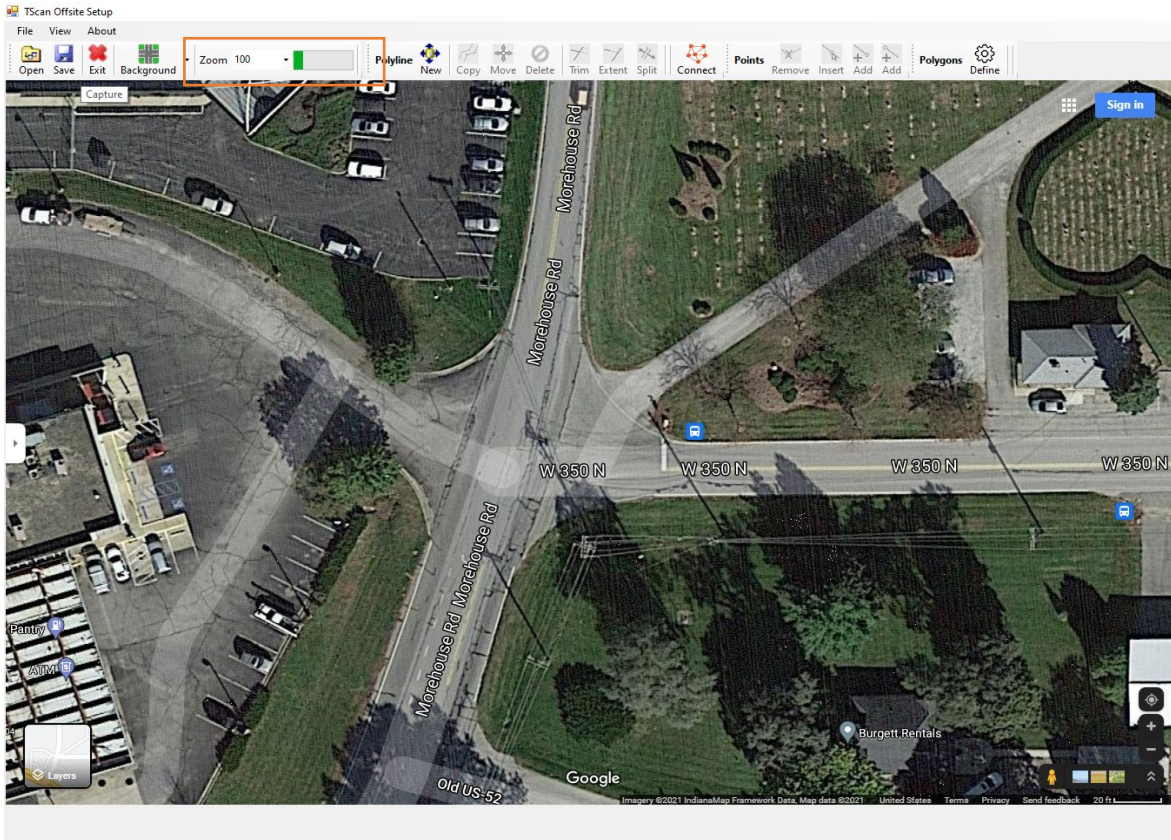 TScan Offsite Setup
File View About
Open Save Exit Background Zoom 100 Polyline New Copy Move Delete Trim Extent Split Connect Points Remove Insert Add Add Polygons Define
Capture
Sign in
Morehouse Rd
Morehouse Rd
W 350 N
W 350 N
W 350 N
W 350 N
Morehouse Rd
Morehouse Rd
Pantry
ATM
Burgett Rentals
Layers
Google
Old US-52
Imagery ©2021 IndianaMap Framework Data, Map data ©2021 United States Terms Privacy Send feedback 20 ft